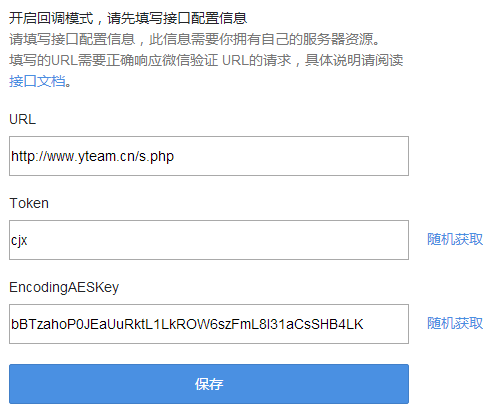 开启回调模式，请先填写接口配置信息
请填写接口配置信息，此信息需要你拥有自己的服务器资源。
填写的URL需要正确响应微信验证 URL的请求，具体说明请阅读
接口文档。
URL
http://www.yteam.cn/s.php
Token
cjx
随机获取
EncodingAESKey
bBTzahoP0JEaUuRktL1LkROW6szFmL8I31aCsSHB4LK
随机获取
保存